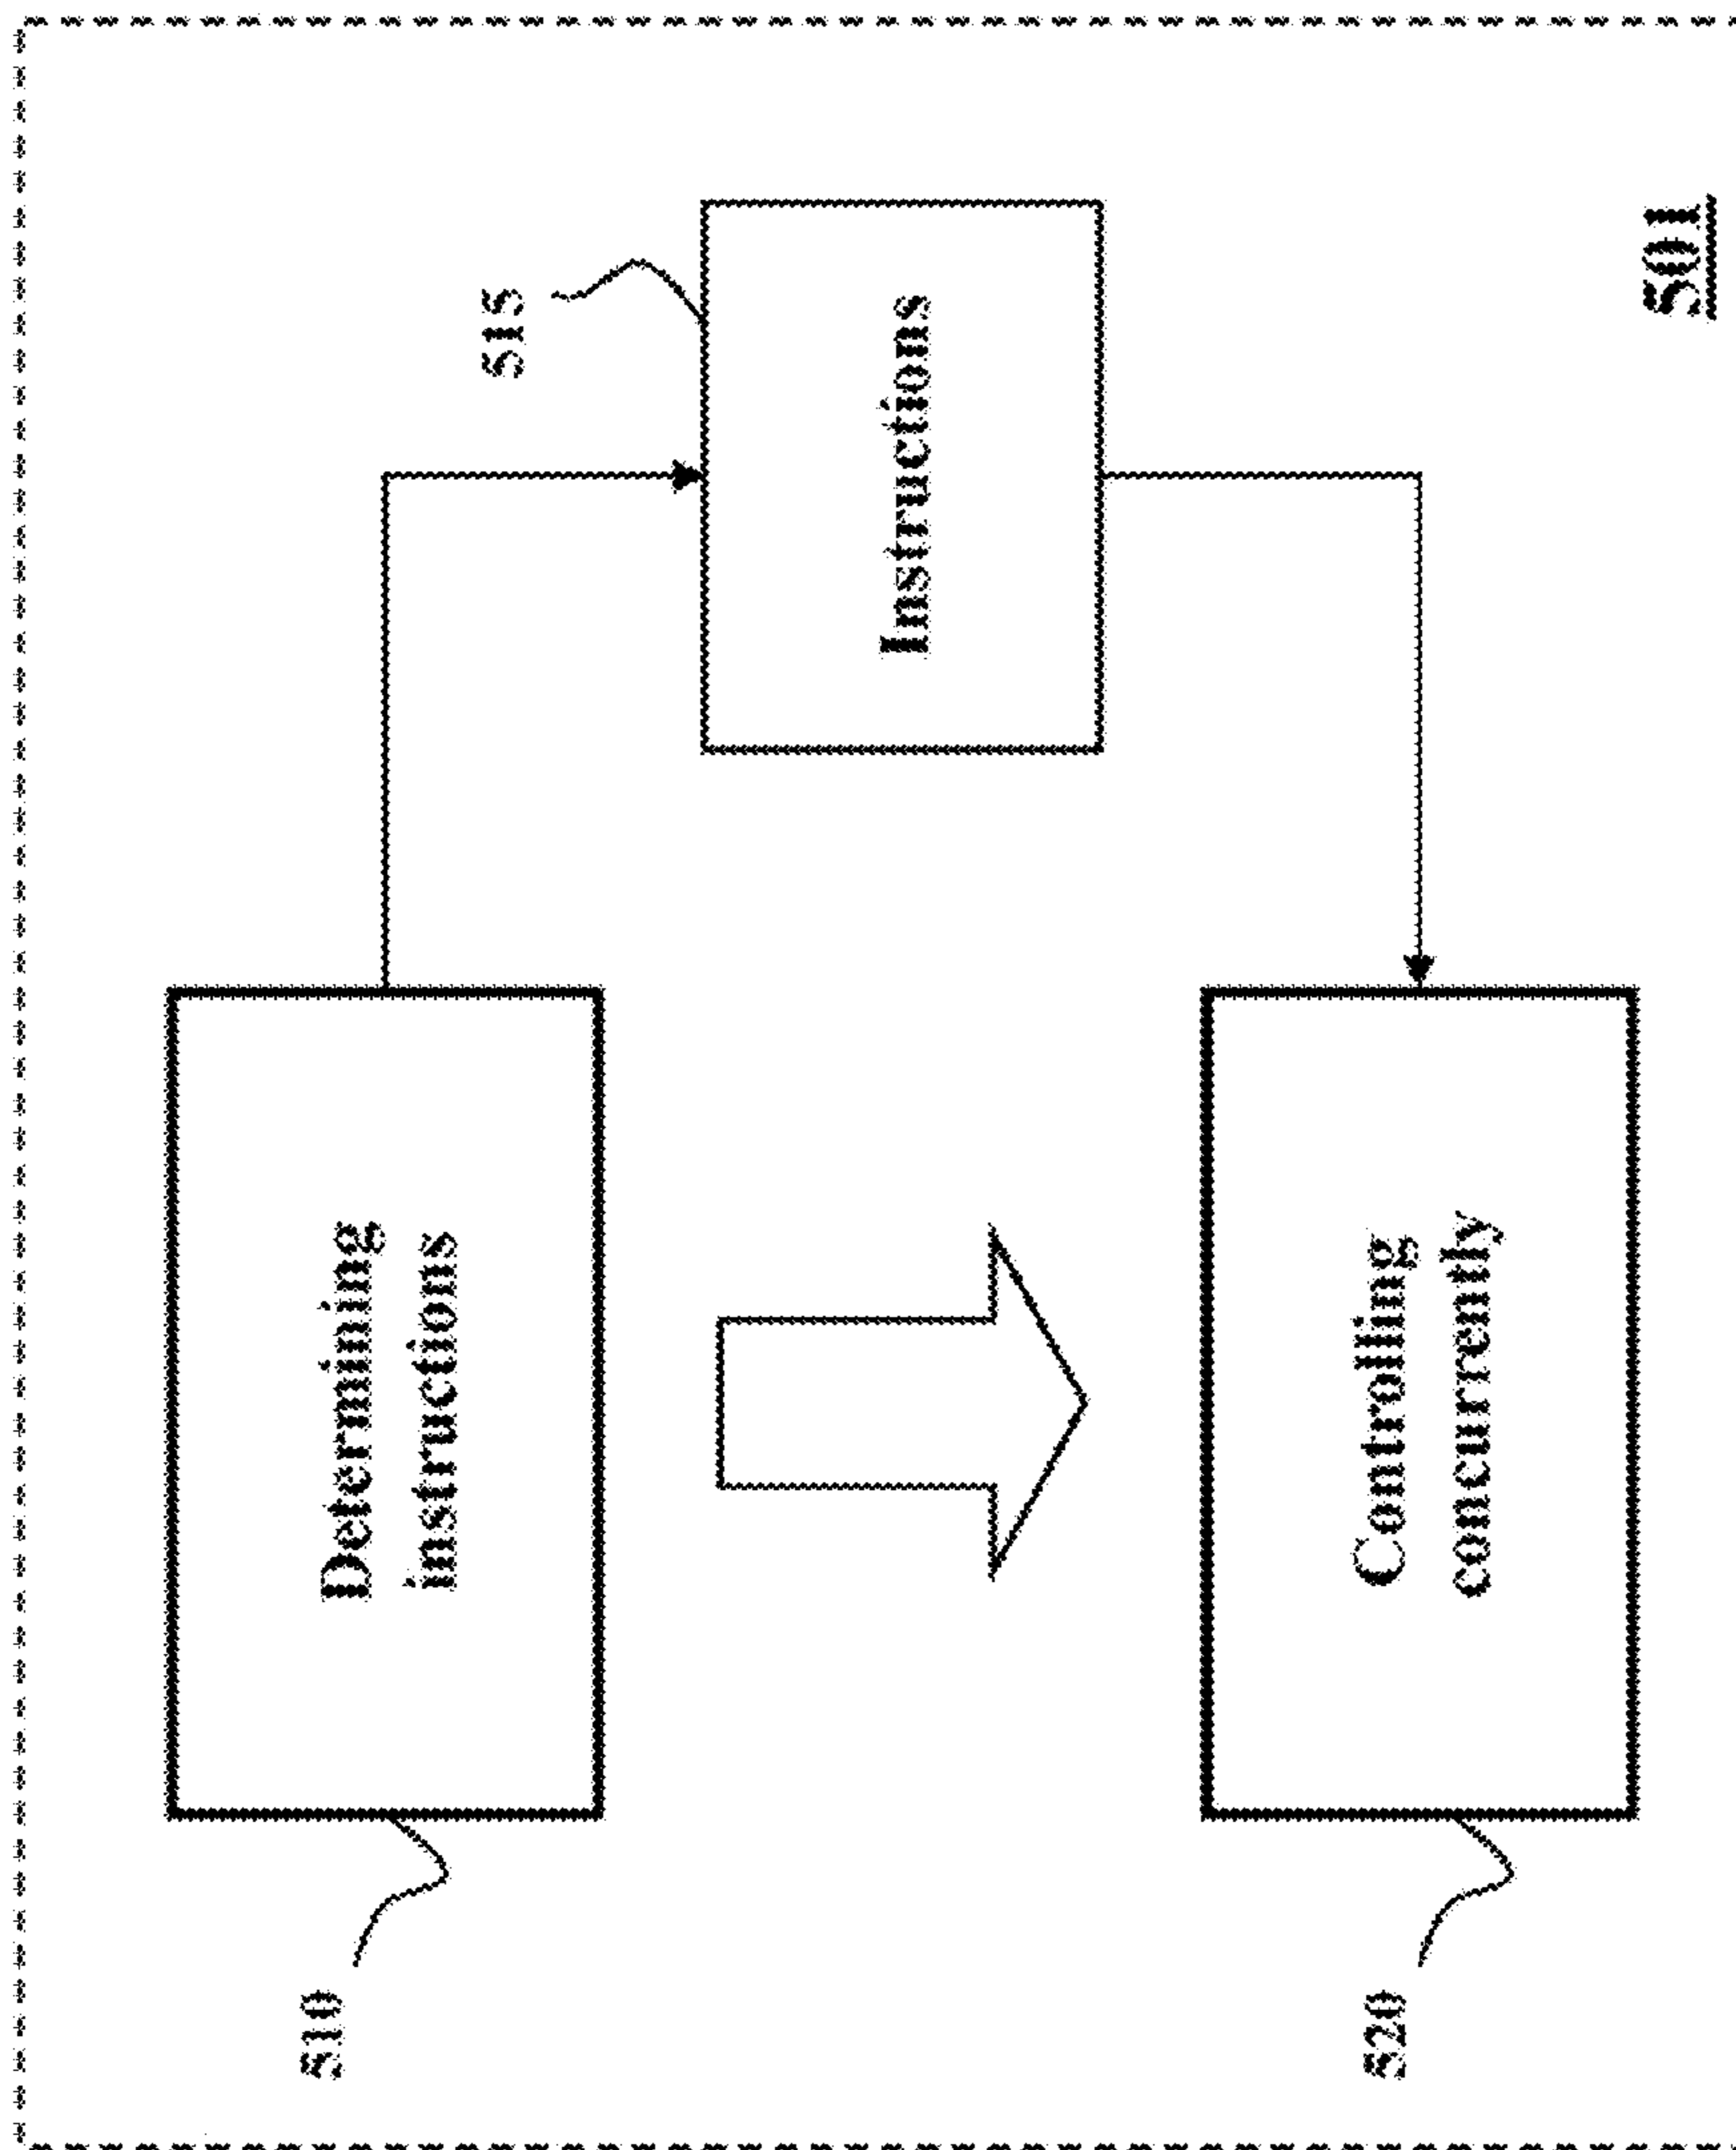 510
Determining
instructions
515
Instructions
520
Controlling
concurrently
501